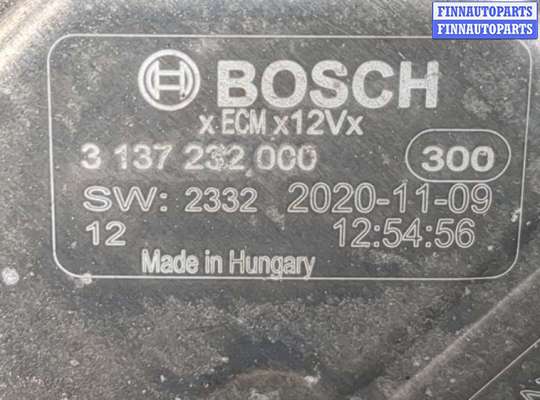 FINNAUTOPARTS
FINNAUTOPARTS
BOSCH
x ECM x12Vx
3 137 232 000 300
SW: 2332 2020-11-09
12 12:54:56
Made in Hungary